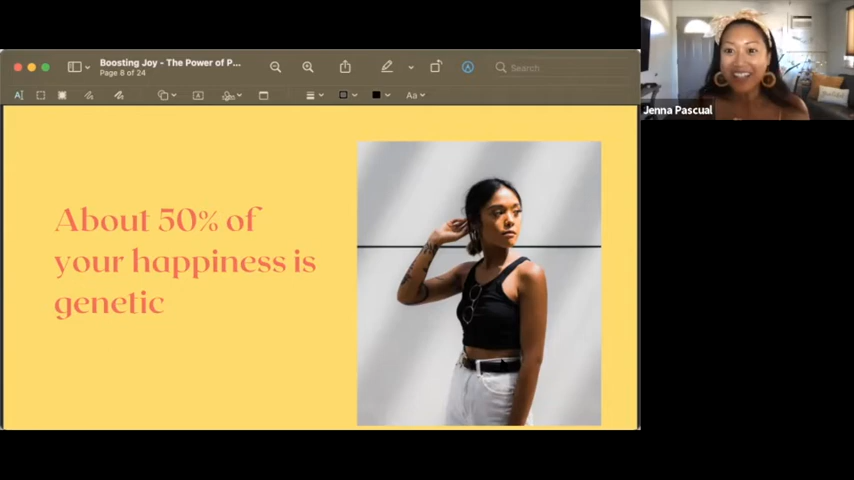 Boosting Joy - The Power of P...
Page 8 of 24
Search
A
Aa
Jenna Pascual
About 50% of
your happiness is
genetic